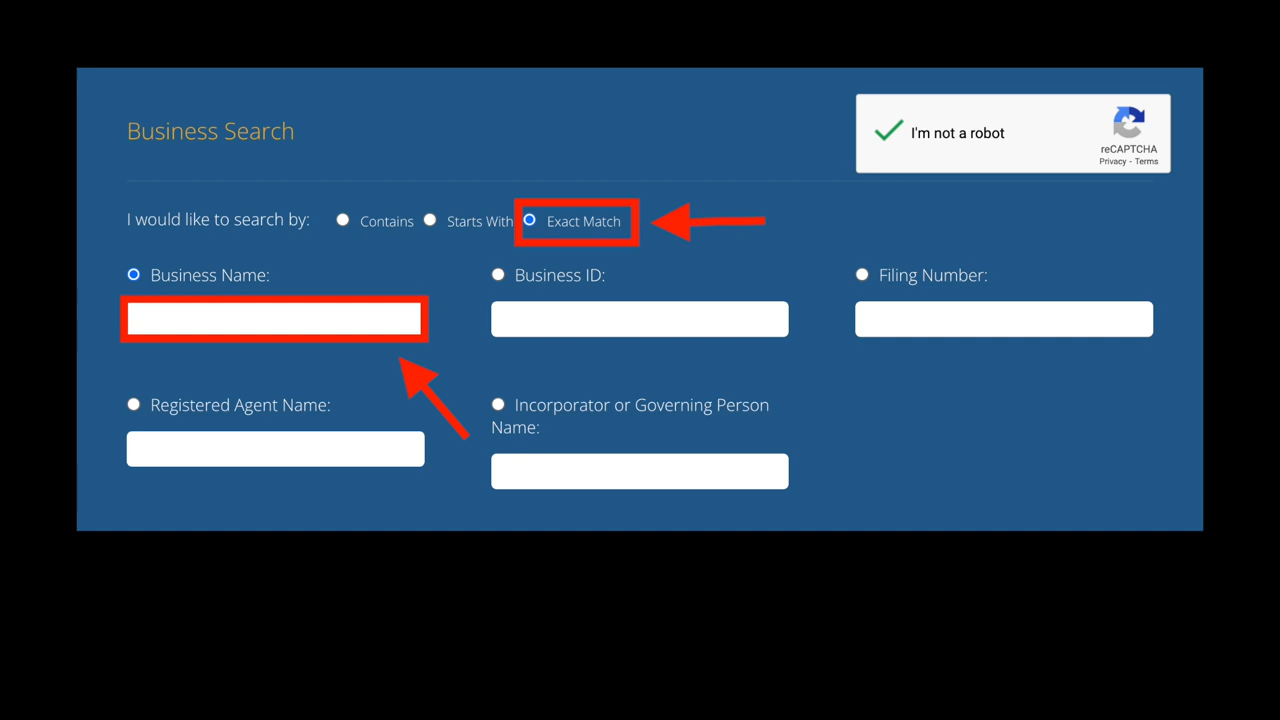 Business Search
I'm not a robot
reCAPTCHA
Privacy - Terms
I would like to search by: Contains Starts With Exact Match
Business Name: Business ID: Filing Number:
Registered Agent Name: Incorporator or Governing Person
Name: